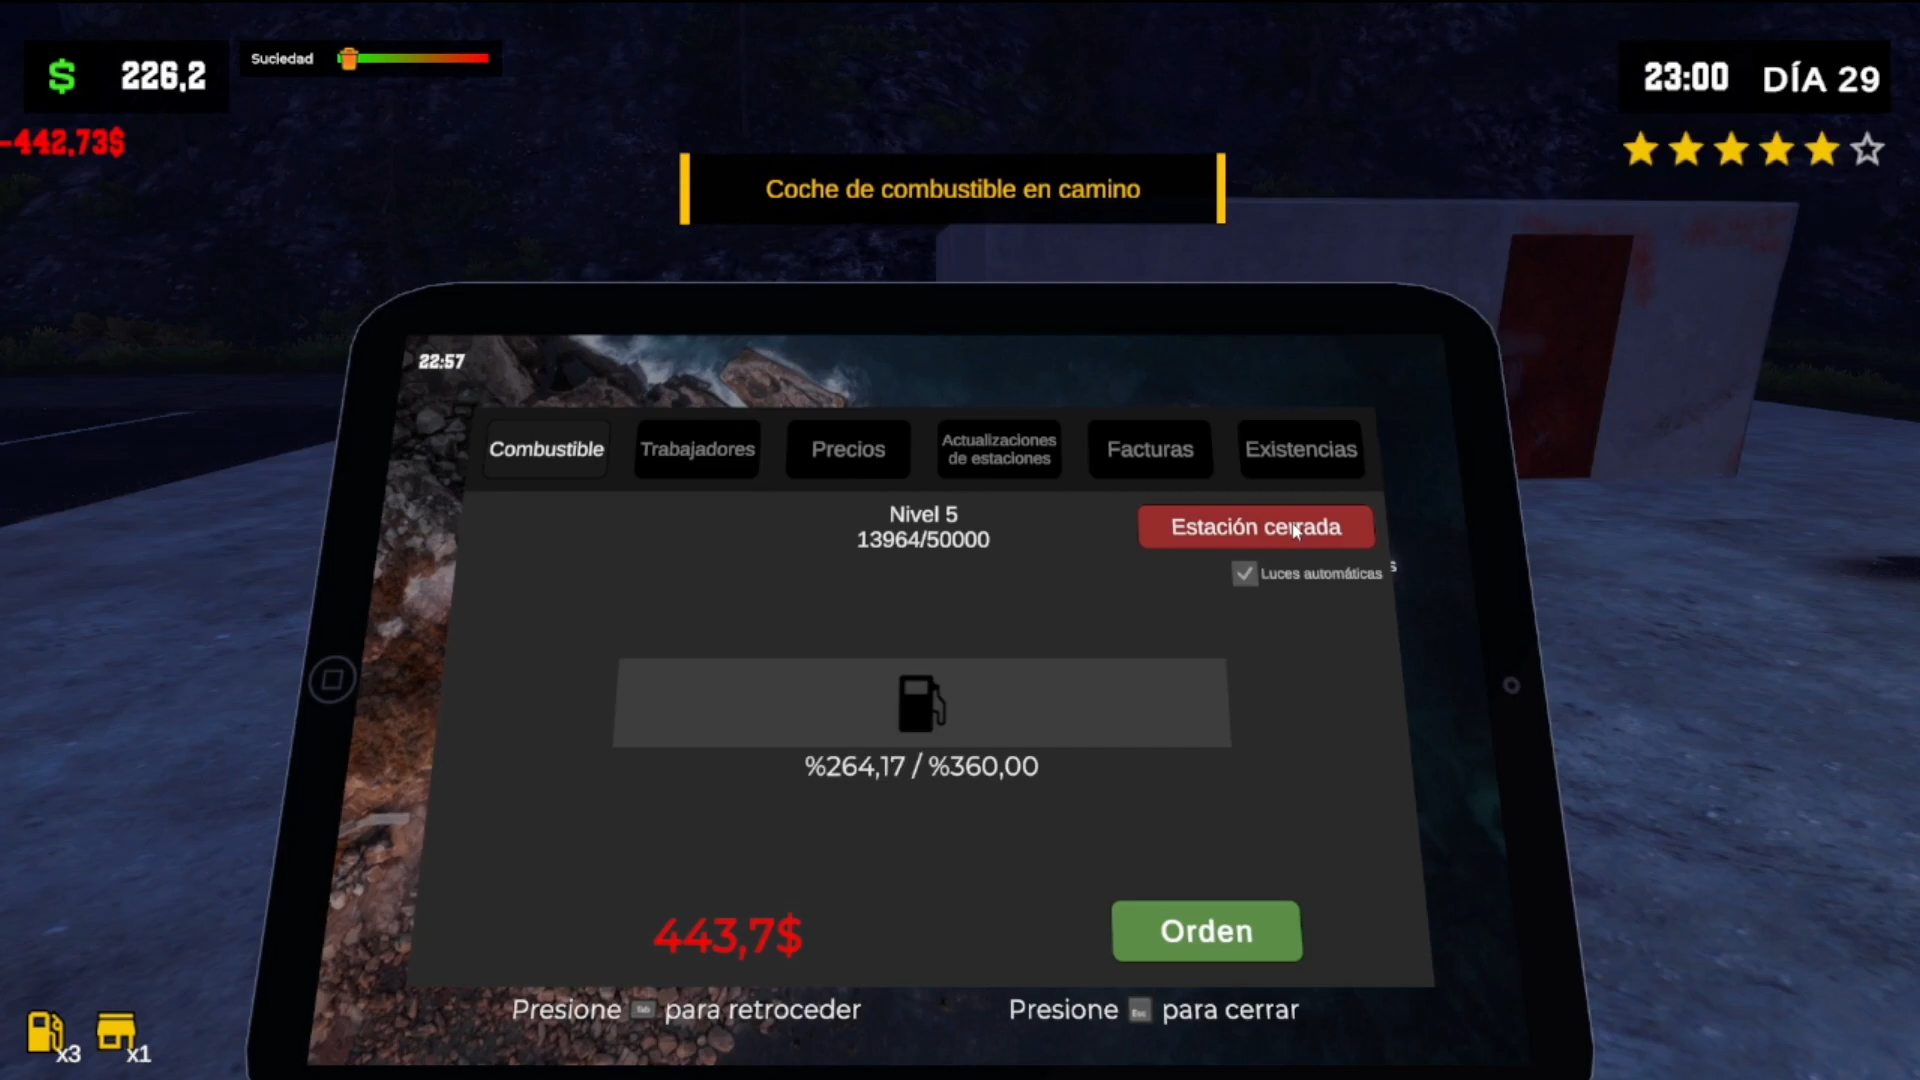 $ 226,2
Suciedad
23:00 DÍA 29
-442,73$
Coche de combustible en camino
22:57
Combustible
Trabajadores
Precios
Actualizaciones
de estaciones
Facturas
Existencias
Nivel 5
13964/50000
Estación cerrada
Luces automáticas
s
%264,17 / %360,00
443,7$
Orden
Presione Tab para retroceder
Presione Esc para cerrar
x3
x1